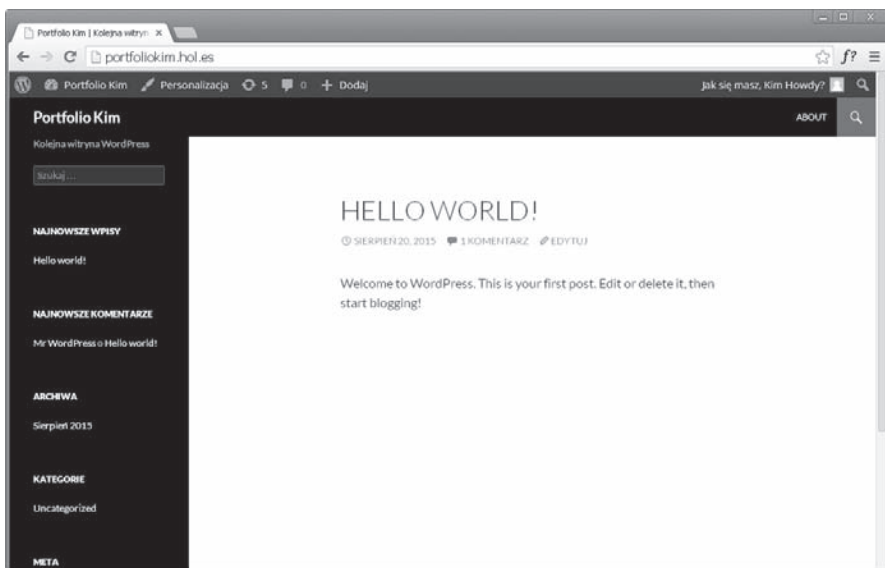 Portfolio Kim | Kolejna witryn
portfoliokim.hol.es
f?
Portfolio Kim Personalizacja 5 0 + Dodaj Jak się masz, Kim Howdy?
Portfolio Kim ABOUT
Kolejna witryna WordPress
Szukaj ...
HELLO WORLD!
SIERPIEŃ 20, 2015 1 KOMENTARZ EDYTUJ
Welcome to WordPress. This is your first post. Edit or delete it, then
start blogging!
NAJNOWSZE WPISY
Hello world!
NAJNOWSZE KOMENTARZE
Mr WordPress o Hello world!
ARCHIWA
Sierpień 2015
KATEGORIE
Uncategorized
META